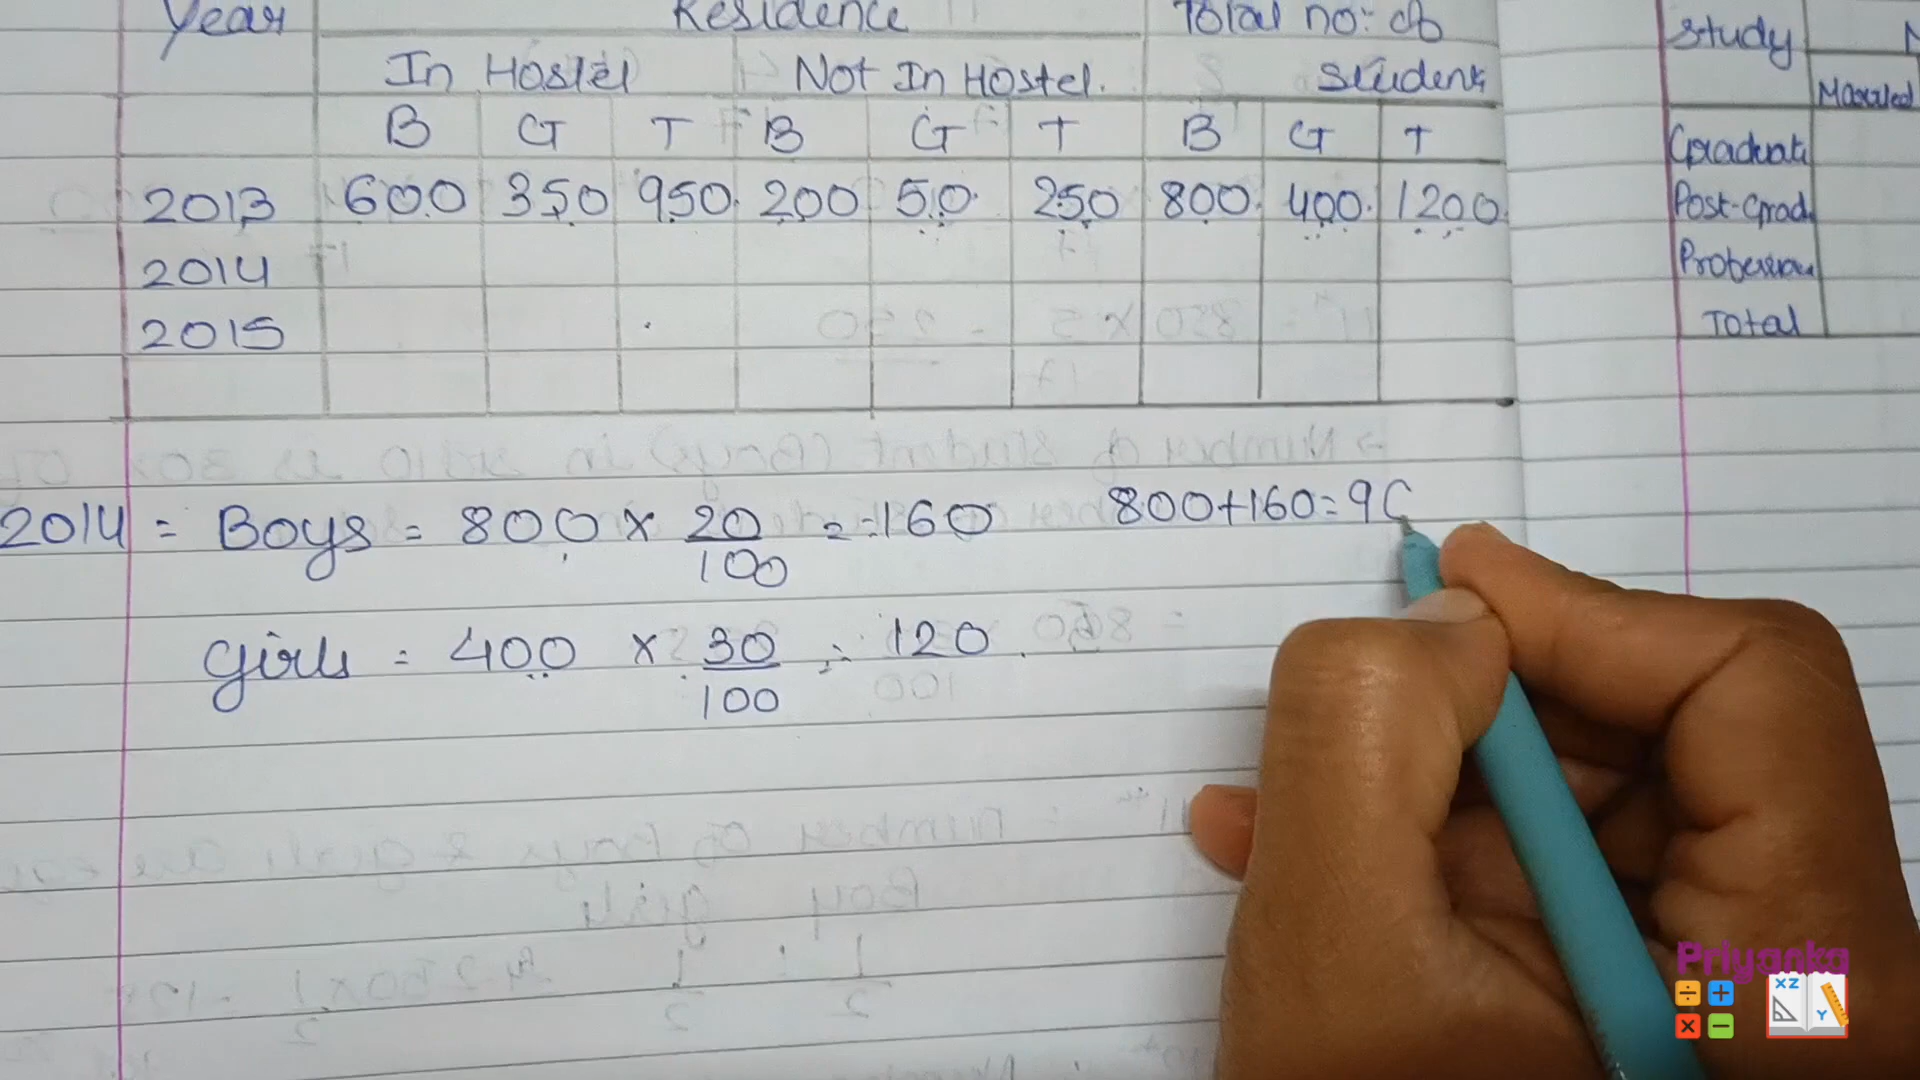 Year Residence Total no: of
In Hostel Not In Hostel. Student
B G T B G T B G T
2013 600 350 950 200 50 250 800 400 1200
2014
2015
2014 = Boys = 800 × 20/100 = 160 800+160=96
Girls = 400 × 30/100 = 120
Study
Married
Graduate
Post-Grad.
Total
Priyanka
XZ
Y